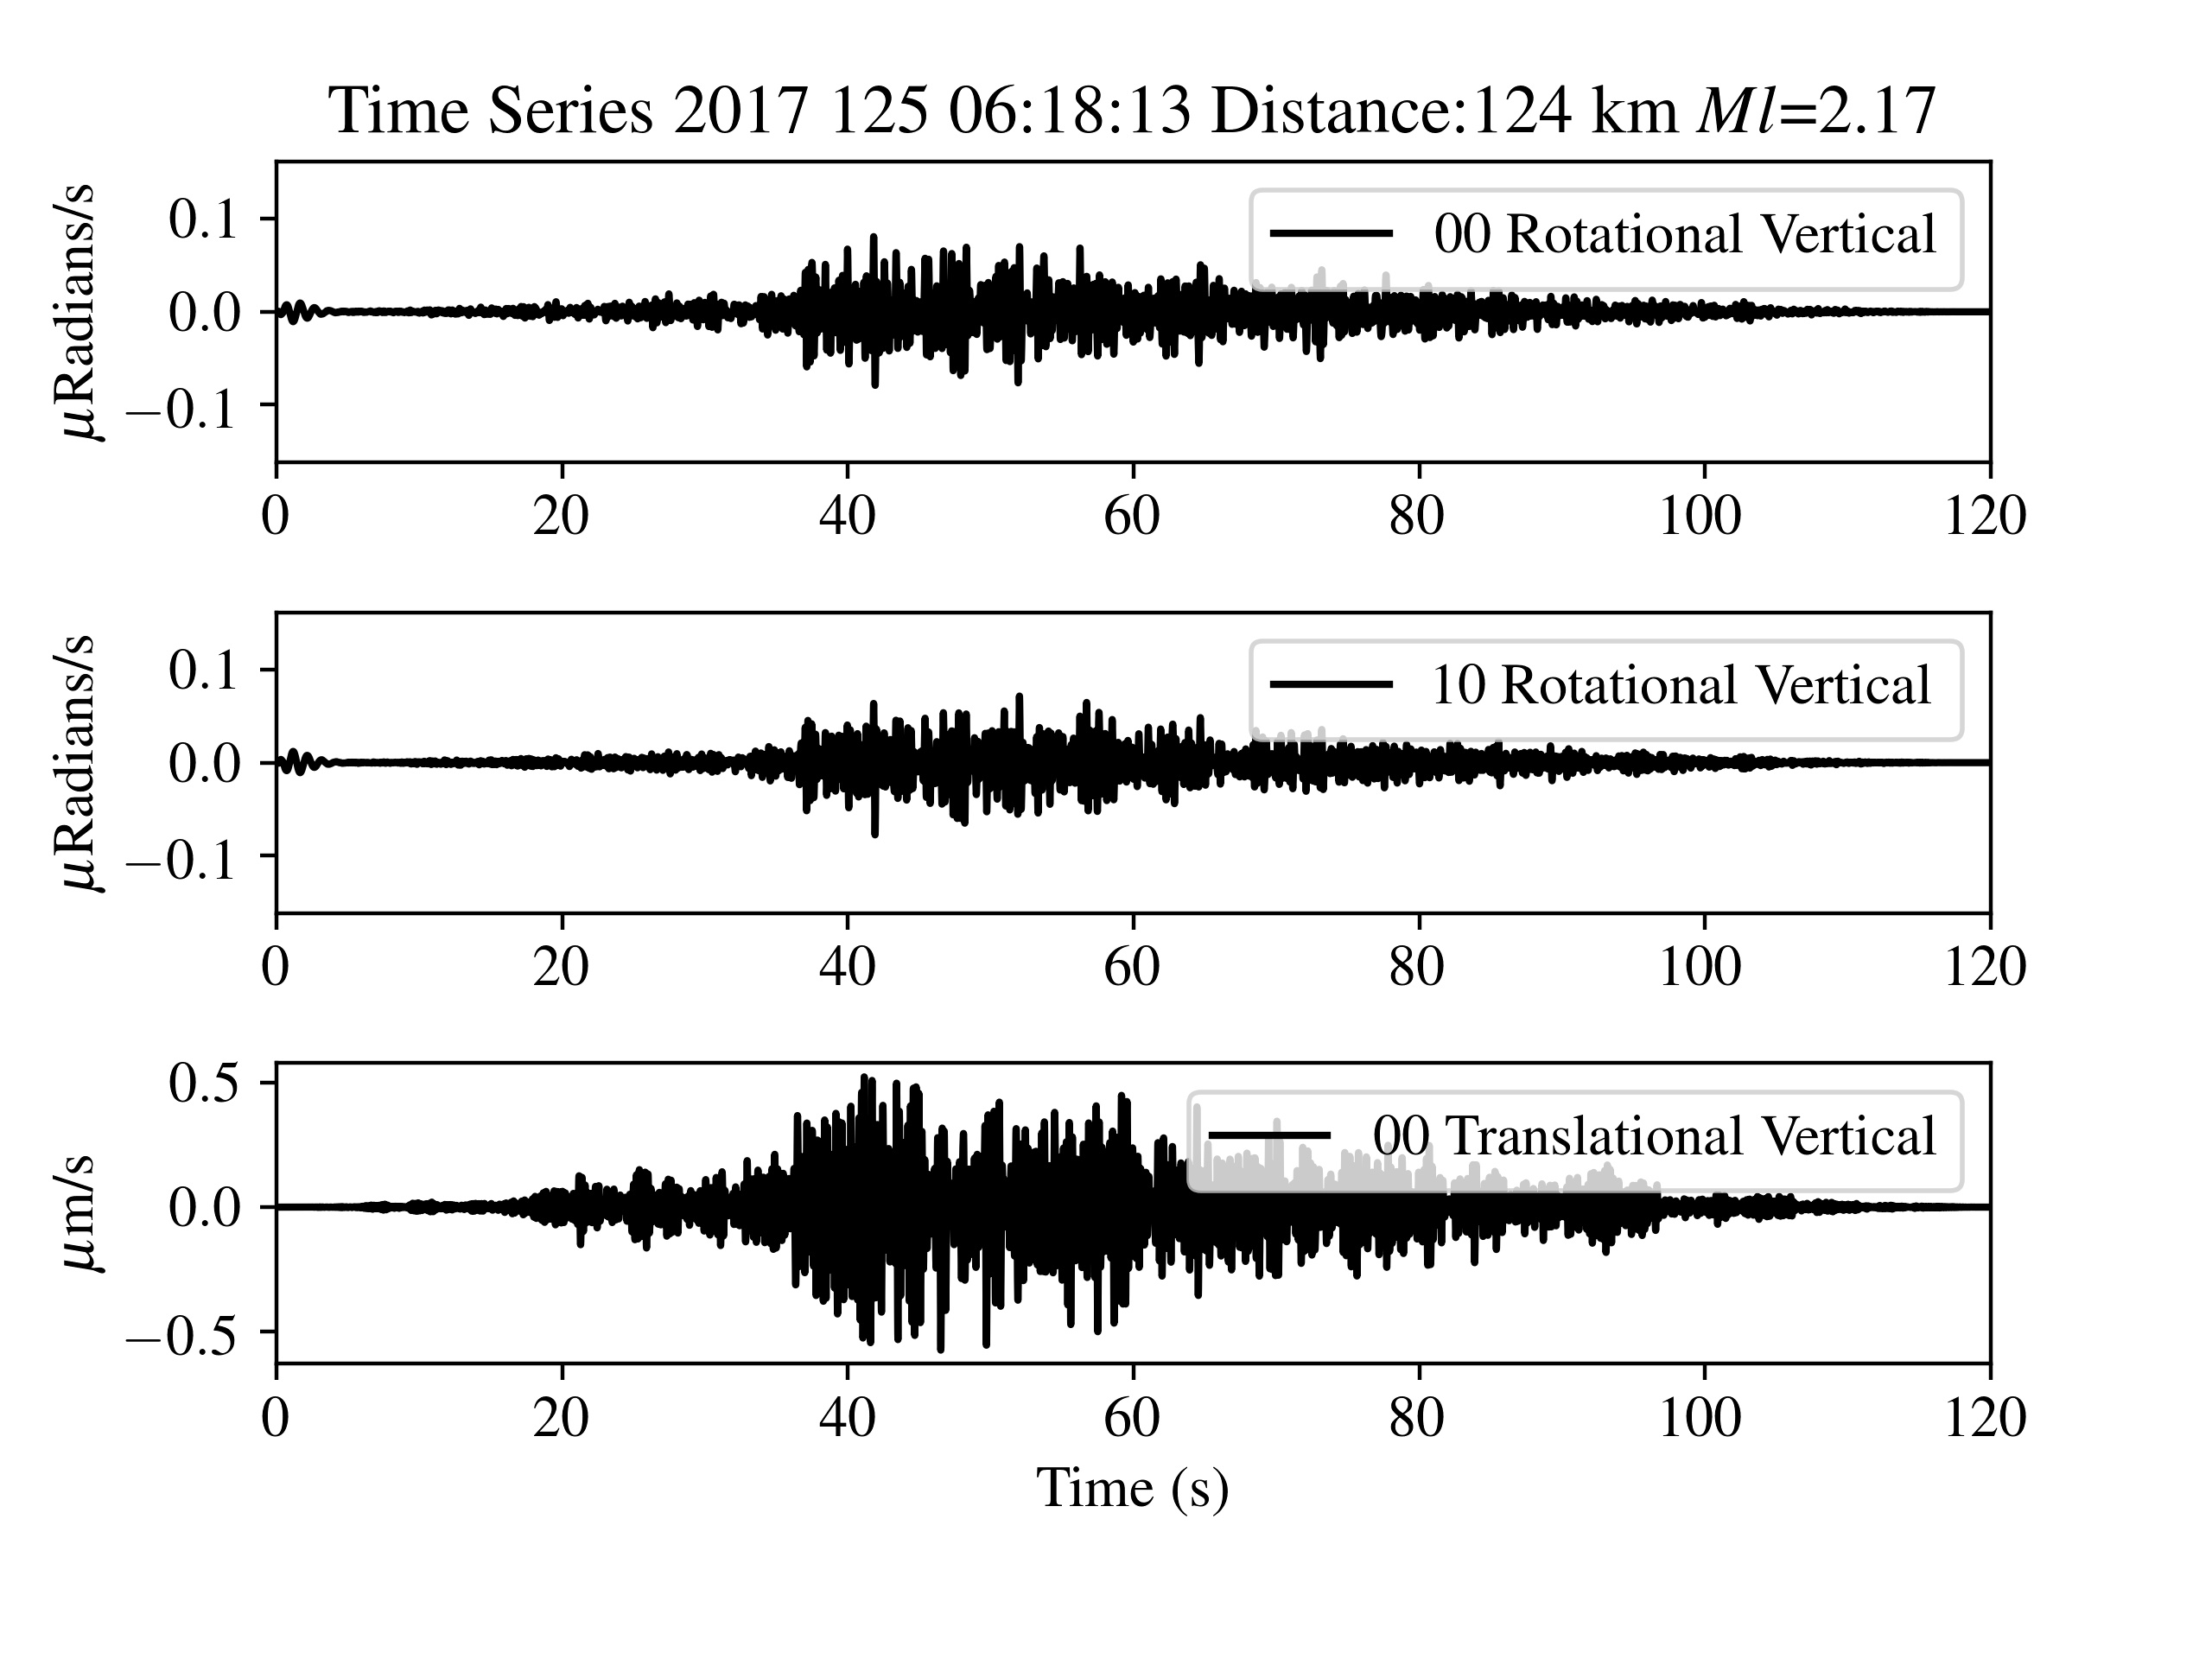 Time Series 2017 125 06:18:13 Distance:124 km Ml=2.17
μRadians/s
0.1
0.0
−0.1
00 Rotational Vertical
0 20 40 60 80 100 120
μRadians/s
0.1
0.0
−0.1
10 Rotational Vertical
0 20 40 60 80 100 120
μm/s
0.5
0.0
−0.5
00 Translational Vertical
0 20 40 60 80 100 120
Time (s)